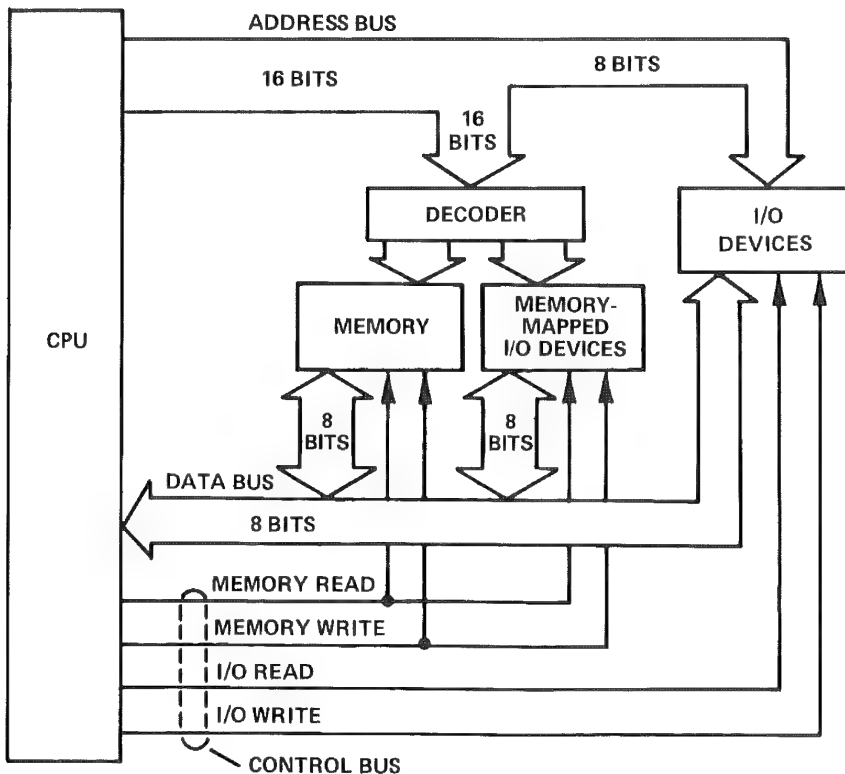 ADDRESS BUS
8 BITS
16 BITS
16
BITS
DECODER
I/O
DEVICES
CPU
MEMORY
MEMORY-
MAPPED
I/O DEVICES
8
BITS
8
BITS
DATA BUS
8 BITS
MEMORY READ
MEMORY WRITE
I/O READ
I/O WRITE
CONTROL BUS